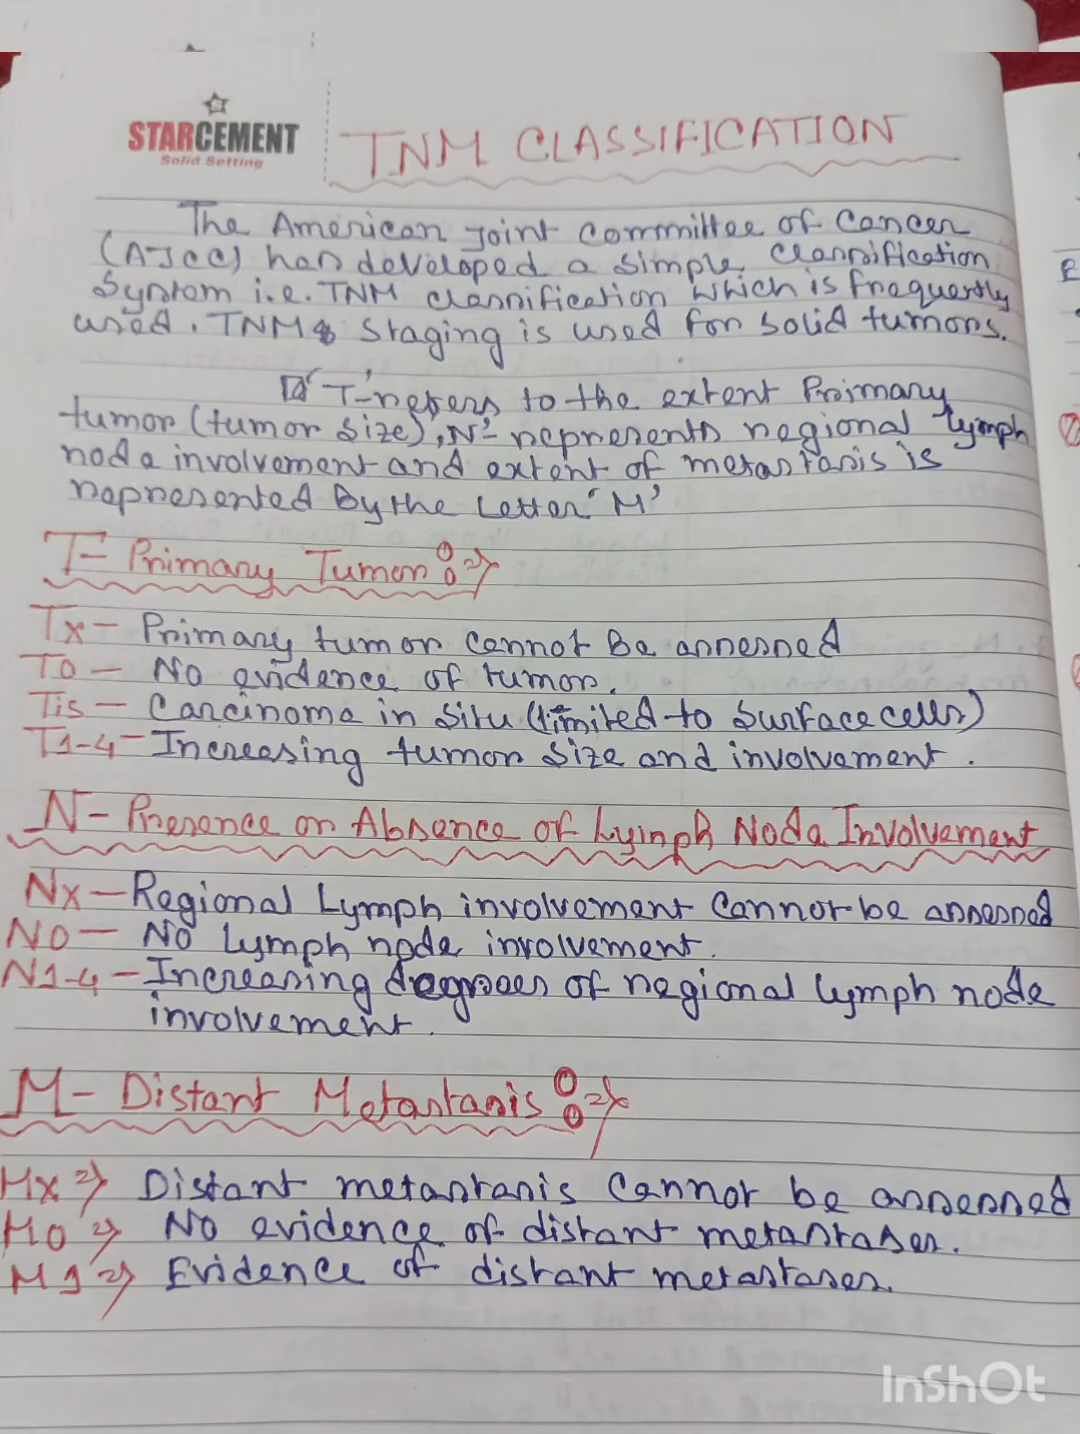 STARCEMENT
Solid Setting
TNM CLASSIFICATION
The American Joint Committee of Cancer
(AJCC) has developed a simple classification
System i.e. TNM classification which is frequently
used. TNM Staging is used for solid tumors.
'T'-refers to the extent Primary
tumor (tumor size), 'N'- represents regional lymph
node involvement and extent of metastasis is
represented By the Letter 'M'
T- Primary Tumor :⇒
Tx - Primary tumor cannot Be assessed
T0 - No evidence of tumor.
Tis - Carcinoma in situ (limited to surface cells)
T1-4 - Increasing tumor size and involvement.
N- Presence or Absence of Lymph Node Involvement
Nx - Regional Lymph involvement Cannot be assessed
N0 - No Lymph node involvement.
N1-4 - Increasing degrees of regional lymph node
involvement.
M- Distant Metastasis :⇒
Mx ⇒ Distant metastasis Cannot be assessed
M0 ⇒ No evidence of distant metastases.
M1 ⇒ Evidence of distant metastases.
InShOt